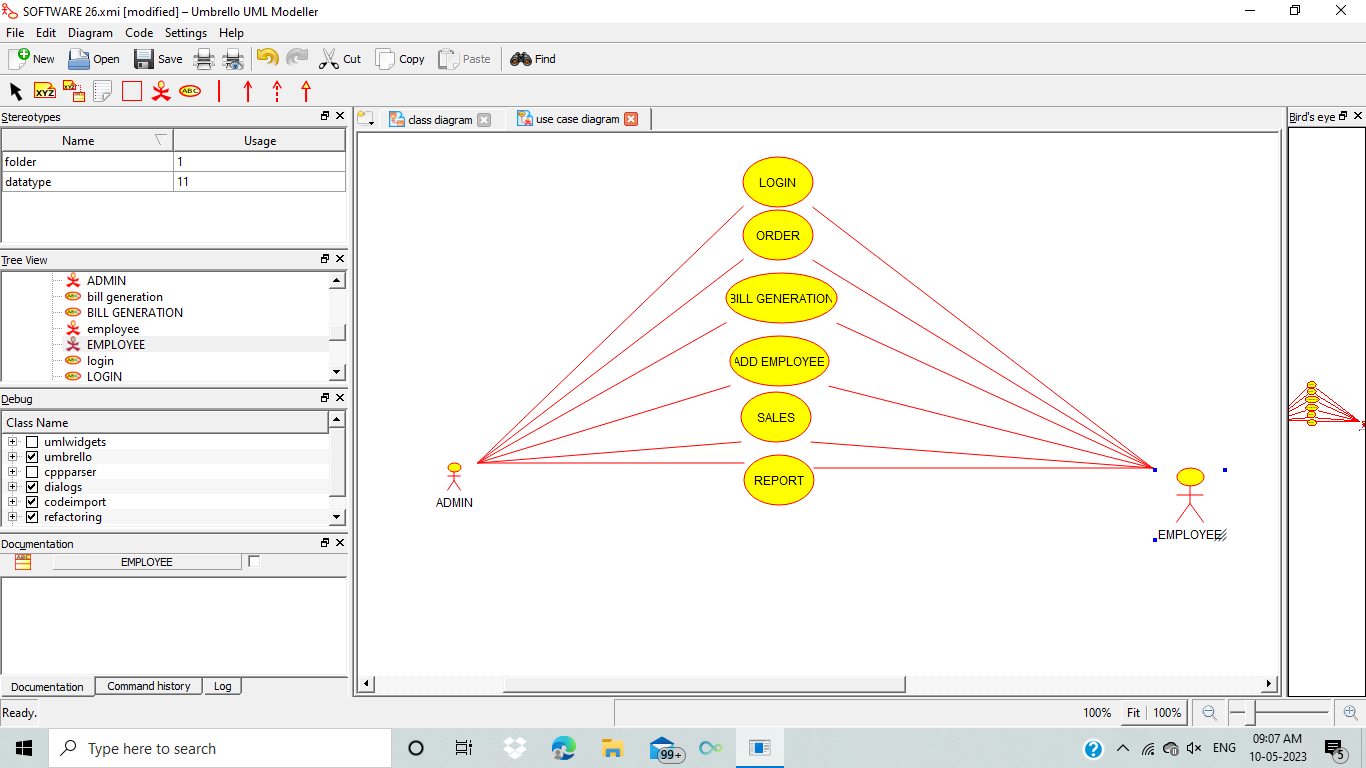 SOFTWARE 26.xmi [modified] – Umbrello UML Modeller
File Edit Diagram Code Settings Help
New Open Save Cut Copy Paste Find
XYZ XYZ ABC
Stereotypes
Name Usage
folder 1
datatype 11
Tree View
ADMIN
bill generation
BILL GENERATION
employee
EMPLOYEE
login
LOGIN
Debug
Class Name
umlwidgets
umbrello
cppparser
dialogs
codeimport
refactoring
Documentation
EMPLOYEE
Documentation Command history Log
class diagram use case diagram
LOGIN
ORDER
BILL GENERATION
ADD EMPLOYEE
SALES
REPORT
ADMIN
EMPLOYEE
Bird's eye
Ready.
100% Fit 100%
Type here to search
99+
ENG
09:07 AM
10-05-2023
5